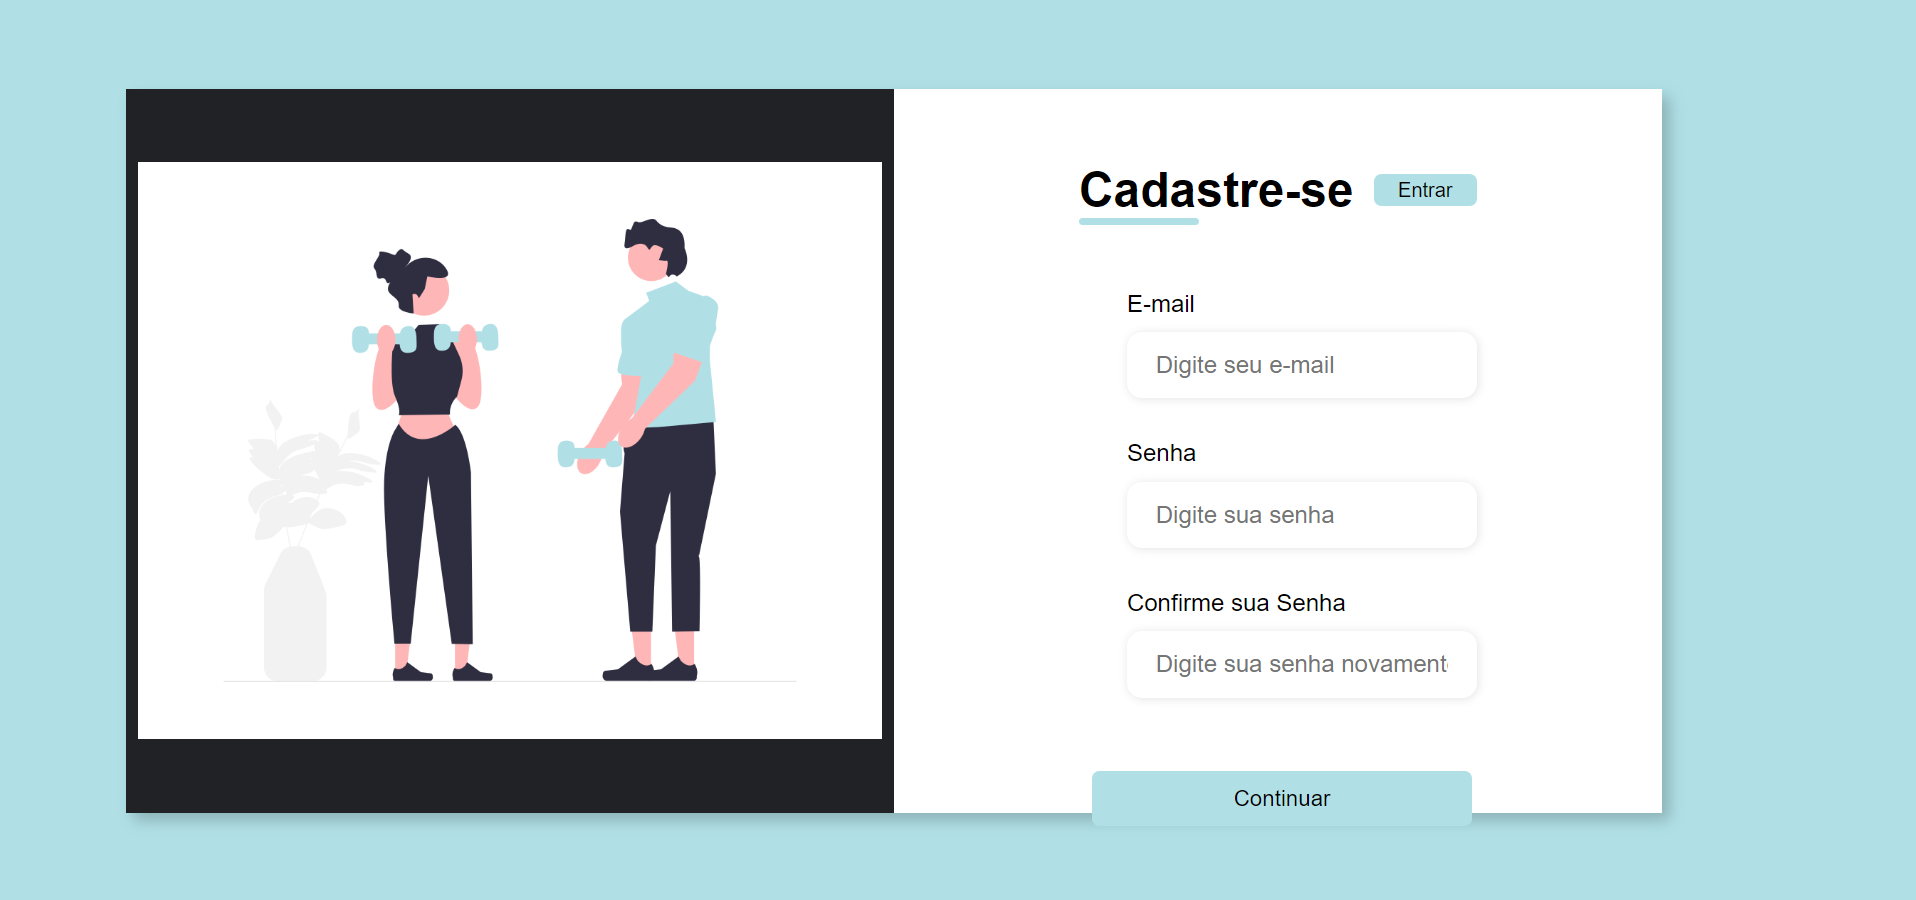 Cadastre-se
Entrar
E-mail
Digite seu e-mail
Senha
Digite sua senha
Confirme sua Senha
Digite sua senha novament
Continuar